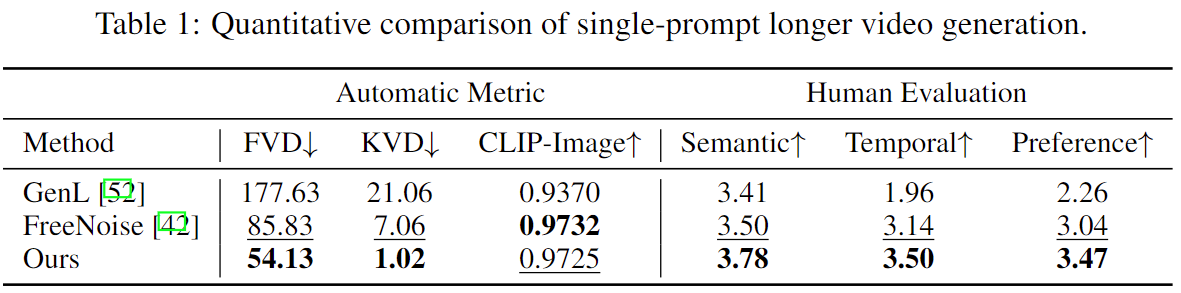 Table 1: Quantitative comparison of single-prompt longer video generation.
Automatic Metric Human Evaluation
Method FVD↓ KVD↓ CLIP-Image↑ Semantic↑ Temporal↑ Preference↑
GenL [52] 177.63 21.06 0.9370 3.41 1.96 2.26
FreeNoise [42] 85.83 7.06 0.9732 3.50 3.14 3.04
Ours 54.13 1.02 0.9725 3.78 3.50 3.47